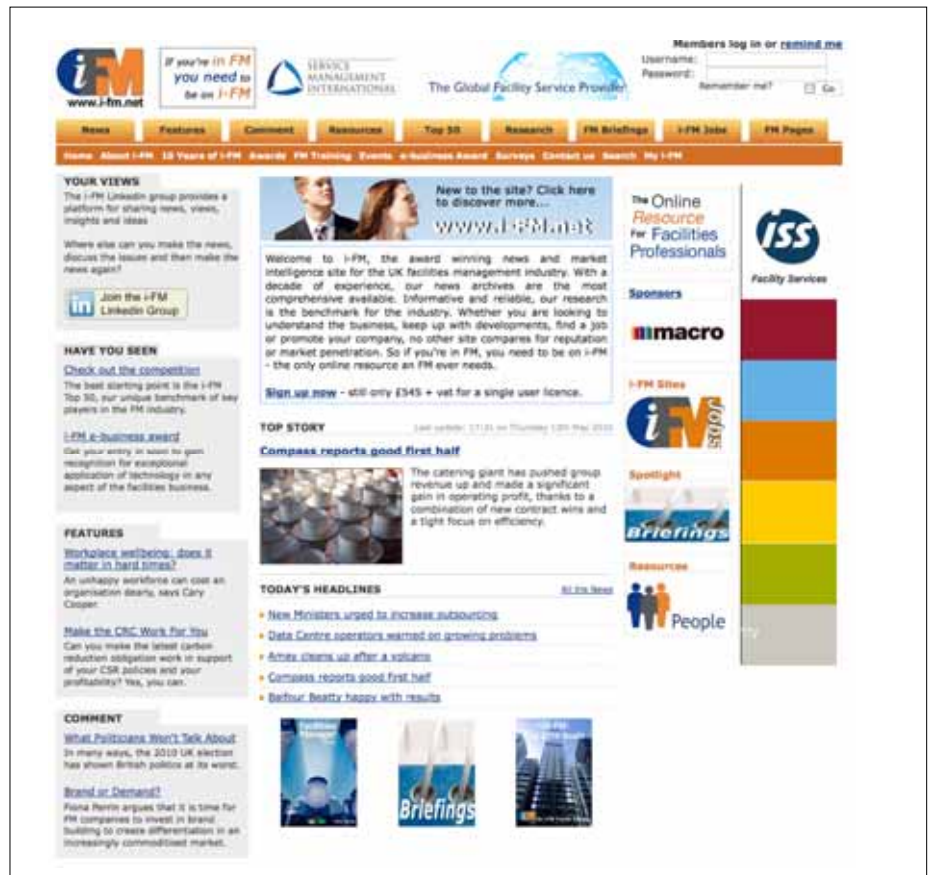 iFM
www.i-fm.net
If you're in FM
you need to
be on i-FM
SERVICE
MANAGEMENT
INTERNATIONAL
The Global Facility Service Provider
Members log in or remind me
Username:
Password:
Remember me?
Go
News
Features
Comment
Resources
Top 50
Research
FM Briefings
i-FM Jobs
FM Pages
Home About i-FM 10 Years of i-FM Awards FM Training Events e-business Award Surveys Contact us Search My i-FM
YOUR VIEWS
The i-FM LinkedIn group provides a
platform for sharing news, views,
insights and ideas
Where else can you make the news,
discuss the issues and then make the
news again?
in
Join the i-FM
LinkedIn Group
HAVE YOU SEEN
Check out the competition
The best starting point is the i-FM
Top 50, our unique benchmark of key
players in the FM industry.
i-FM e-business award
Get your entry in soon to gain
recognition for exceptional
application of technology in any
aspect of the facilities business.
FEATURES
Workplace wellbeing: does it
matter in hard times?
An unhappy workforce can cost an
organisation dearly, says Cary
Cooper.
Make the CRC Work For You
Can you make the latest carbon
reduction obligation work in support
of your CSR policies and your
profitability? Yes, you can.
COMMENT
What Politicians Won't Talk About
In many ways, the 2010 UK election
has shown British politics at its worst.
Brand or Demand?
Fiona Perrin argues that it is time for
FM companies to invest in brand
building to create differentiation in an
increasingly commoditised market.
New to the site? Click here
to discover more...
www.i-FM.net
Welcome to i-FM, the award winning news and market
intelligence site for the UK facilities management industry. With a
decade of experience, our news archives are the most
comprehensive available. Informative and reliable, our research
is the benchmark for the industry. Whether you are looking to
understand the business, keep up with developments, find a job
or promote your company, no other site compares for reputation
or market penetration. So if you're in FM, you need to be on i-FM
- the only online resource an FM ever needs.
Sign up now - still only £545 + vat for a single user licence.
TOP STORY
Last update: 17:31 on Thursday 13th May 2010
Compass reports good first half
The catering giant has pushed group
revenue up and made a significant
gain in operating profit, thanks to a
combination of new contract wins and
a tight focus on efficiency.
TODAY'S HEADLINES
All the News
New Ministers urged to increase outsourcing
Data Centre operators warned on growing problems
Amey cleans up after a volcano
Compass reports good first half
Balfour Beatty happy with results
Facilities
Manager
Briefings
The Online
Resource
For Facilities
Professionals
Sponsors
macro
i-FM Sites
iFM Jobs
Spotlight
Briefings
Resources
People
ISS
Facility Services